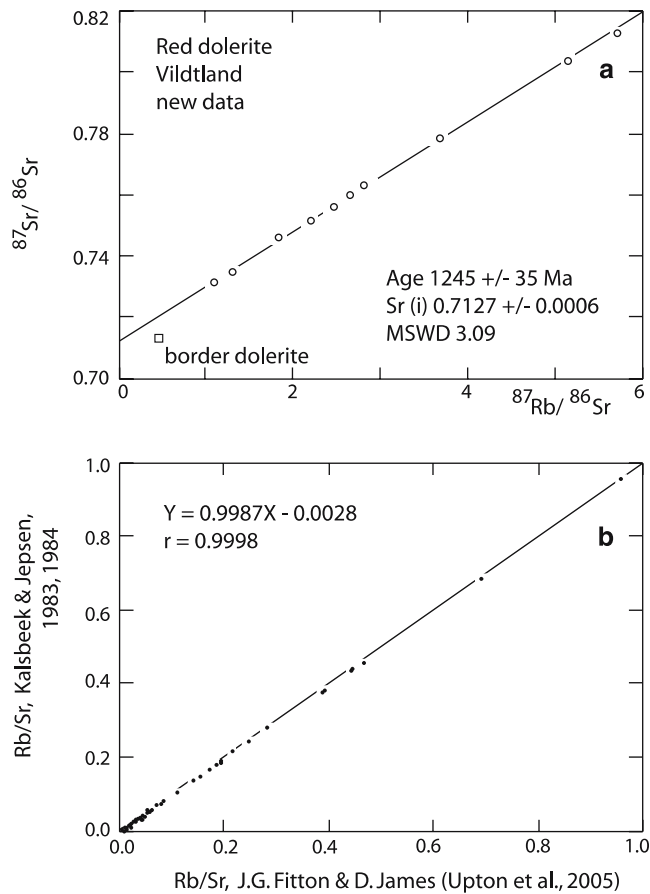 0.82
Red dolerite
Vildtland
new data
a
0.78
87Sr/ 86Sr
0.74
Age 1245 +/- 35 Ma
Sr (i) 0.7127 +/- 0.0006
MSWD 3.09
border dolerite
0.70
0 2 4 6
87Rb/ 86Sr
1.0
Y = 0.9987X - 0.0028
r = 0.9998
b
0.8
0.6
Rb/Sr, Kalsbeek & Jepsen,
1983, 1984
0.4
0.2
0.0
0.0 0.2 0.4 0.6 0.8 1.0
Rb/Sr, J.G. Fitton & D. James (Upton et al., 2005)